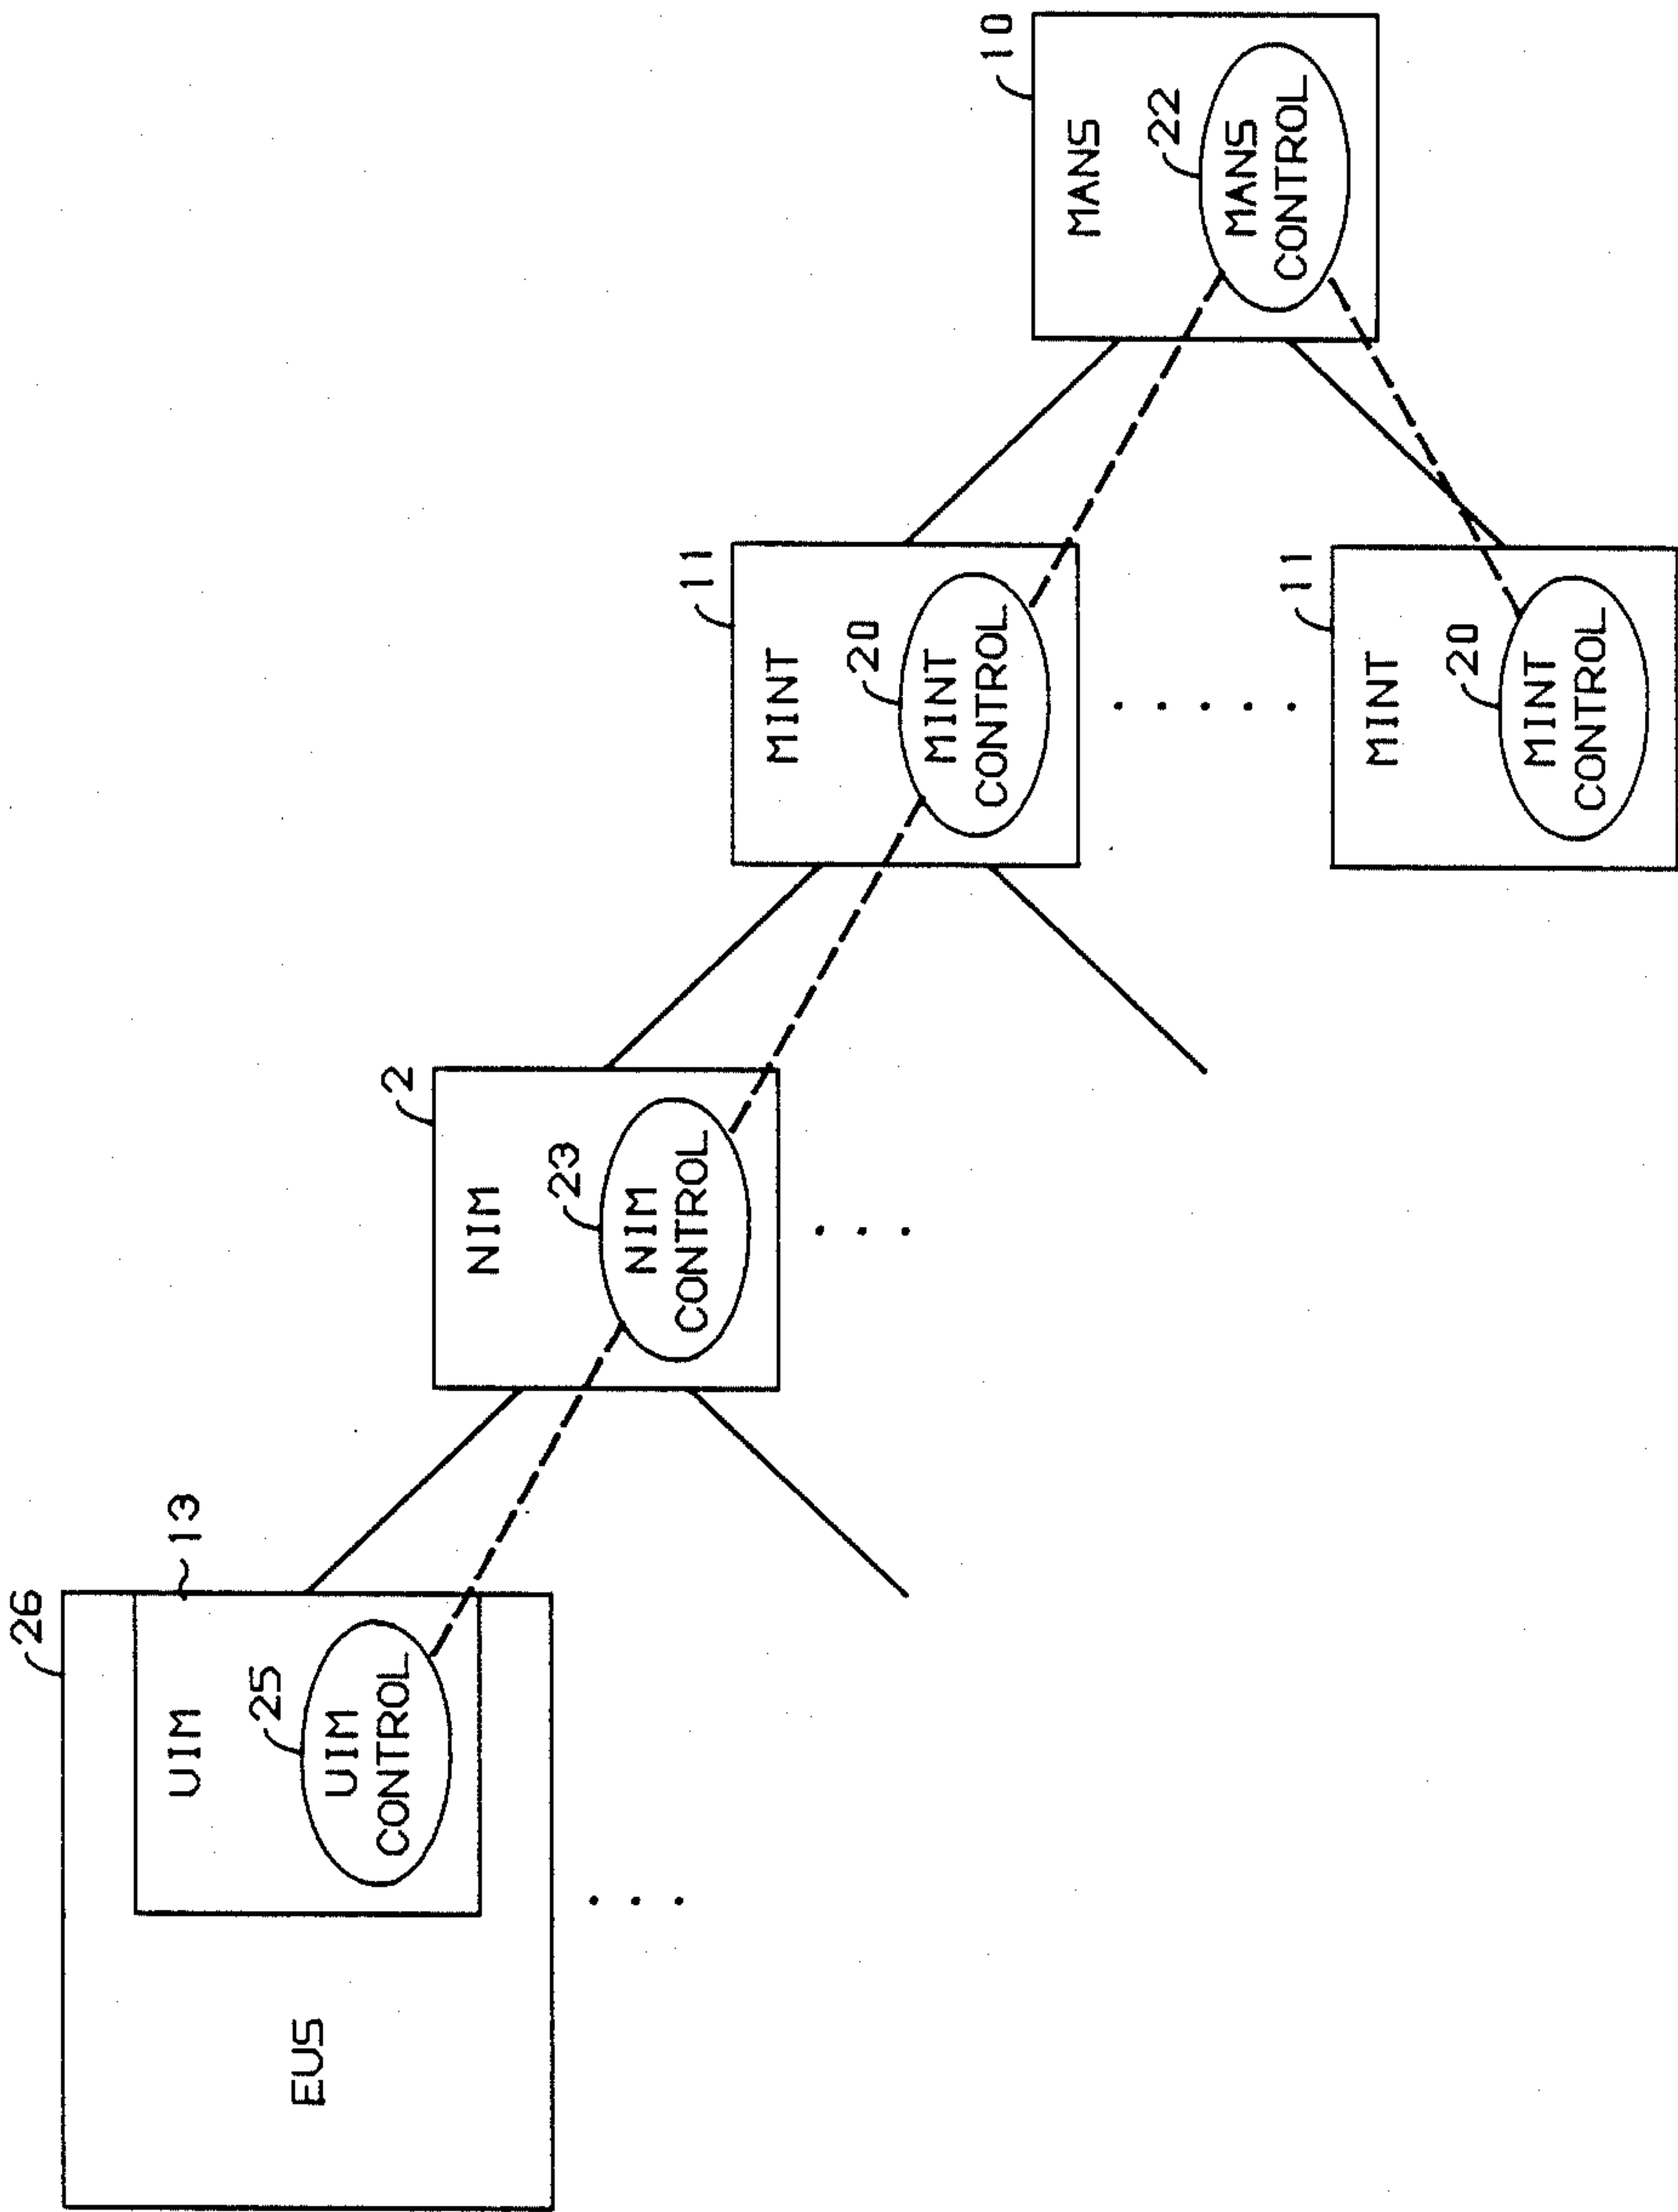 26
EUS
UIM
13
25
UIM
CONTROL
2
NIM
23
NIM
CONTROL
11
MINT
20
MINT
CONTROL
11
MINT
20
MINT
CONTROL
10
MANS
22
MANS
CONTROL